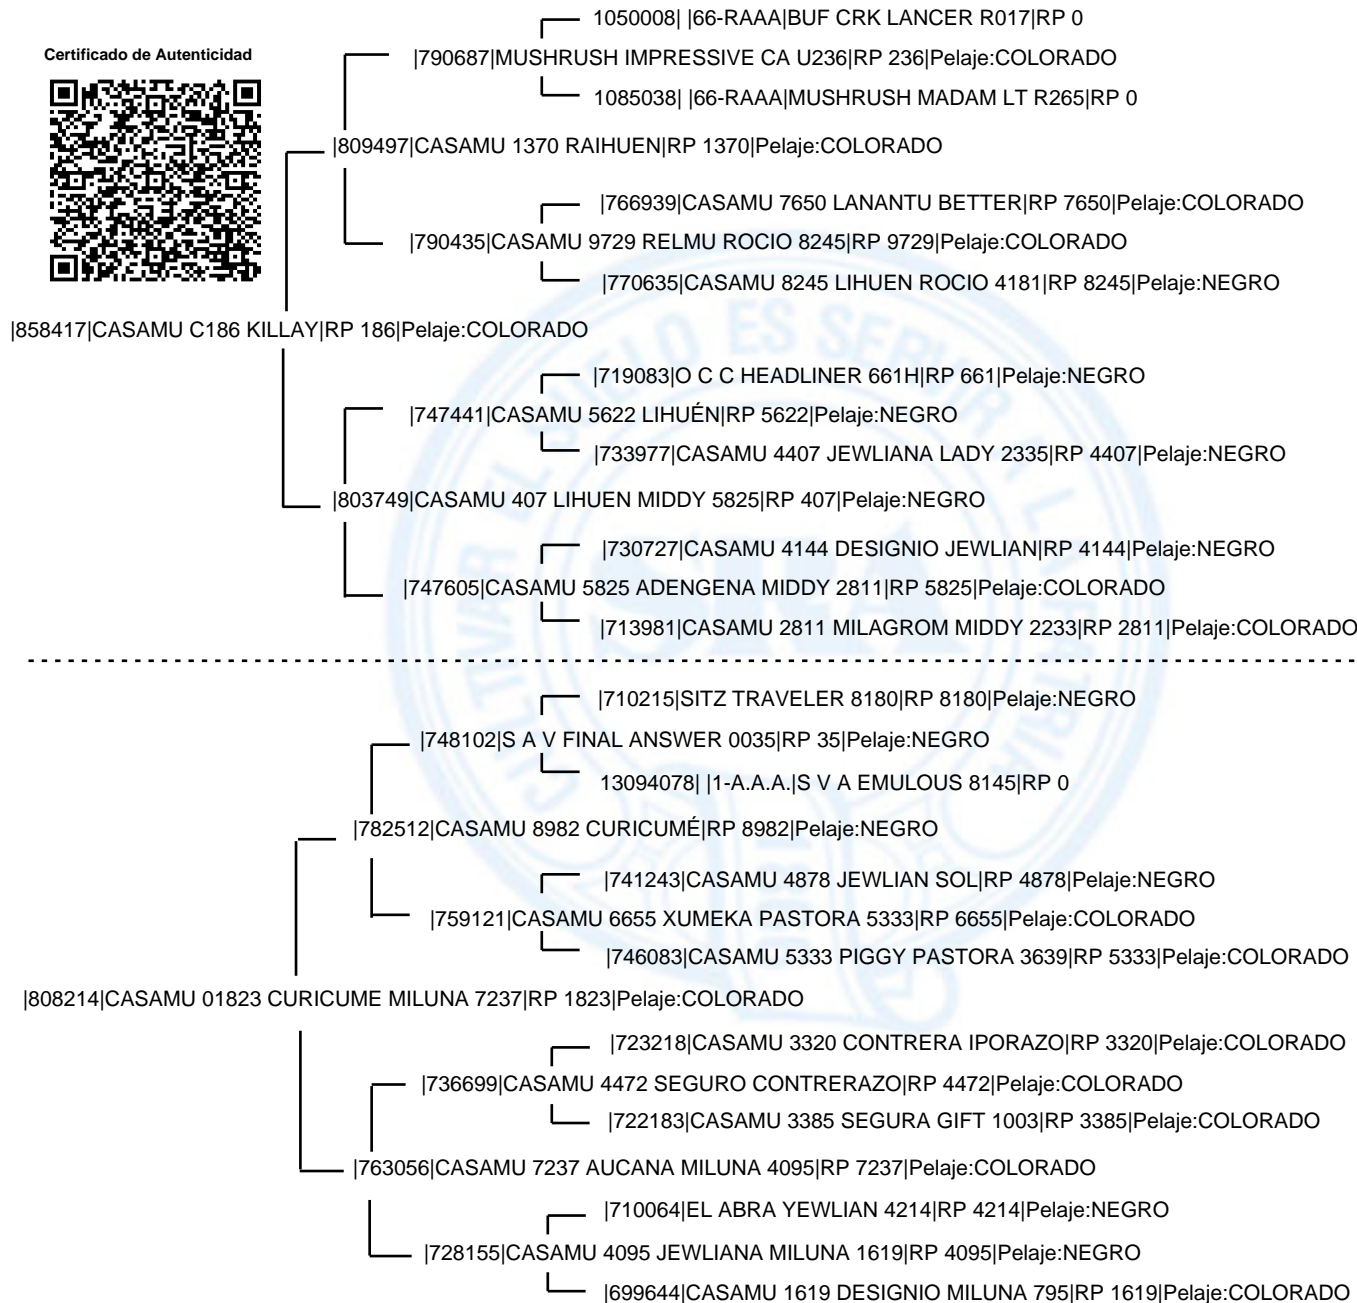 1050008| |66-RAAA|BUF CRK LANCER R017|RP 0
Certificado de Autenticidad
|790687|MUSHRUSH IMPRESSIVE CA U236|RP 236|Pelaje:COLORADO
1085038| |66-RAAA|MUSHRUSH MADAM LT R265|RP 0
|809497|CASAMU 1370 RAIHUEN|RP 1370|Pelaje:COLORADO
|766939|CASAMU 7650 LANANTU BETTER|RP 7650|Pelaje:COLORADO
|790435|CASAMU 9729 RELMU ROCIO 8245|RP 9729|Pelaje:COLORADO
|770635|CASAMU 8245 LIHUEN ROCIO 4181|RP 8245|Pelaje:NEGRO
|858417|CASAMU C186 KILLAY|RP 186|Pelaje:COLORADO
|719083|O C C HEADLINER 661H|RP 661|Pelaje:NEGRO
|747441|CASAMU 5622 LIHUÉN|RP 5622|Pelaje:NEGRO
|733977|CASAMU 4407 JEWLIANA LADY 2335|RP 4407|Pelaje:NEGRO
|803749|CASAMU 407 LIHUEN MIDDY 5825|RP 407|Pelaje:NEGRO
|730727|CASAMU 4144 DESIGNIO JEWLIAN|RP 4144|Pelaje:NEGRO
|747605|CASAMU 5825 ADENGENA MIDDY 2811|RP 5825|Pelaje:COLORADO
|713981|CASAMU 2811 MILAGROM MIDDY 2233|RP 2811|Pelaje:COLORADO
|710215|SITZ TRAVELER 8180|RP 8180|Pelaje:NEGRO
|748102|S A V FINAL ANSWER 0035|RP 35|Pelaje:NEGRO
13094078| |1-A.A.A.|S V A EMULOUS 8145|RP 0
|782512|CASAMU 8982 CURICUMÉ|RP 8982|Pelaje:NEGRO
|741243|CASAMU 4878 JEWLIAN SOL|RP 4878|Pelaje:NEGRO
|759121|CASAMU 6655 XUMEKA PASTORA 5333|RP 6655|Pelaje:COLORADO
|746083|CASAMU 5333 PIGGY PASTORA 3639|RP 5333|Pelaje:COLORADO
|808214|CASAMU 01823 CURICUME MILUNA 7237|RP 1823|Pelaje:COLORADO
|723218|CASAMU 3320 CONTRERA IPORAZO|RP 3320|Pelaje:COLORADO
|736699|CASAMU 4472 SEGURO CONTRERAZO|RP 4472|Pelaje:COLORADO
|722183|CASAMU 3385 SEGURA GIFT 1003|RP 3385|Pelaje:COLORADO
|763056|CASAMU 7237 AUCANA MILUNA 4095|RP 7237|Pelaje:COLORADO
|710064|EL ABRA YEWLIAN 4214|RP 4214|Pelaje:NEGRO
|728155|CASAMU 4095 JEWLIANA MILUNA 1619|RP 4095|Pelaje:NEGRO
|699644|CASAMU 1619 DESIGNIO MILUNA 795|RP 1619|Pelaje:COLORADO
CULTIVAR EL SUELO ES SERVIR A LA PATRIA
SRA